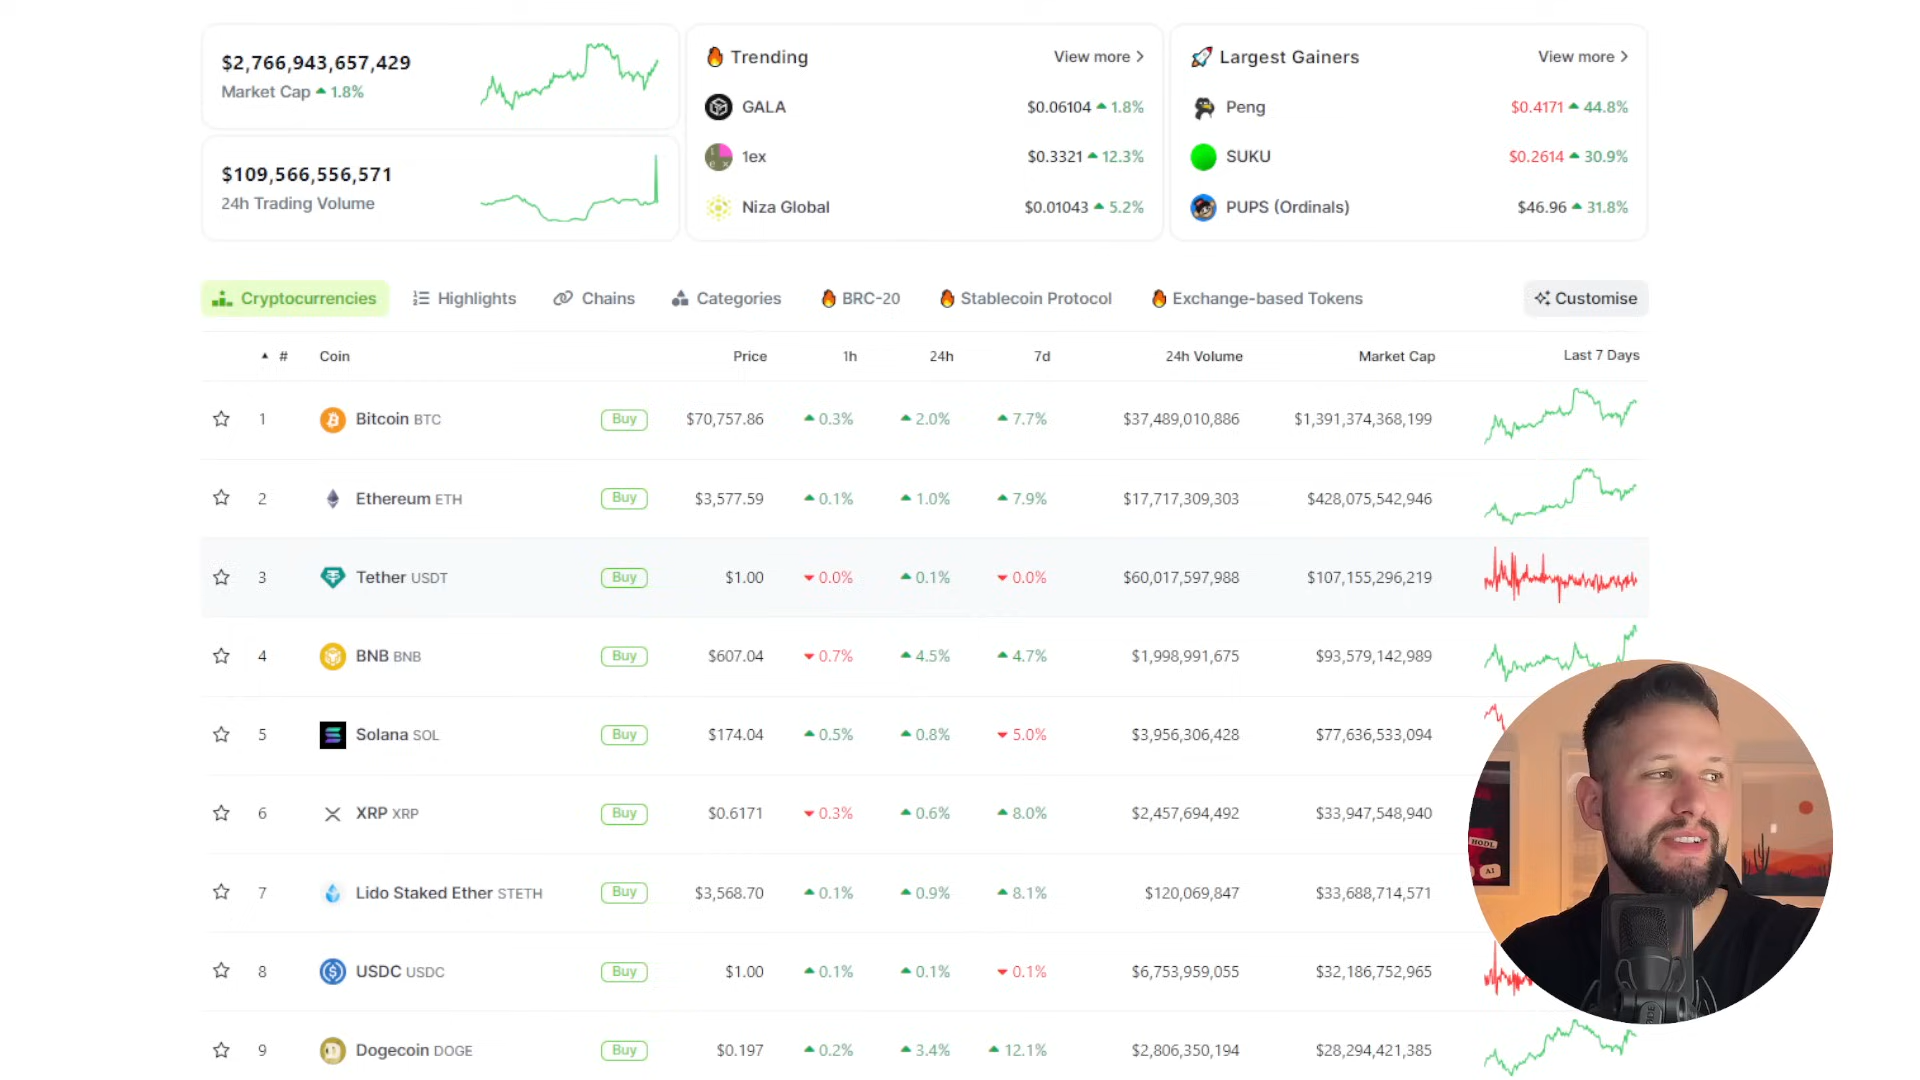 $2,766,943,657,429
Market Cap 1.8%
$109,566,556,571
24h Trading Volume
Trending View more
GALA $0.06104 1.8%
1ex $0.3321 12.3%
Niza Global $0.01043 5.2%
Largest Gainers View more
Peng $0.4171 44.8%
SUKU $0.2614 30.9%
PUPS (Ordinals) $46.96 31.8%
Cryptocurrencies Highlights Chains Categories BRC-20 Stablecoin Protocol Exchange-based Tokens Customise
# Coin Price 1h 24h 7d 24h Volume Market Cap Last 7 Days
1 Bitcoin BTC Buy $70,757.86 0.3% 2.0% 7.7% $37,489,010,886 $1,391,374,368,199
2 Ethereum ETH Buy $3,577.59 0.1% 1.0% 7.9% $17,717,309,303 $428,075,542,946
3 Tether USDT Buy $1.00 0.0% 0.1% 0.0% $60,017,597,988 $107,155,296,219
4 BNB BNB Buy $607.04 0.7% 4.5% 4.7% $1,998,991,675 $93,579,142,989
5 Solana SOL Buy $174.04 0.5% 0.8% 5.0% $3,956,306,428 $77,636,533,094
6 XRP XRP Buy $0.6171 0.3% 0.6% 8.0% $2,457,694,492 $33,947,548,940
7 Lido Staked Ether STETH Buy $3,568.70 0.1% 0.9% 8.1% $120,069,847 $33,688,714,571
8 USDC USDC Buy $1.00 0.1% 0.1% 0.1% $6,753,959,055 $32,186,752,965
9 Dogecoin DOGE Buy $0.197 0.2% 3.4% 12.1% $2,806,350,194 $28,294,421,385
HODL
AI